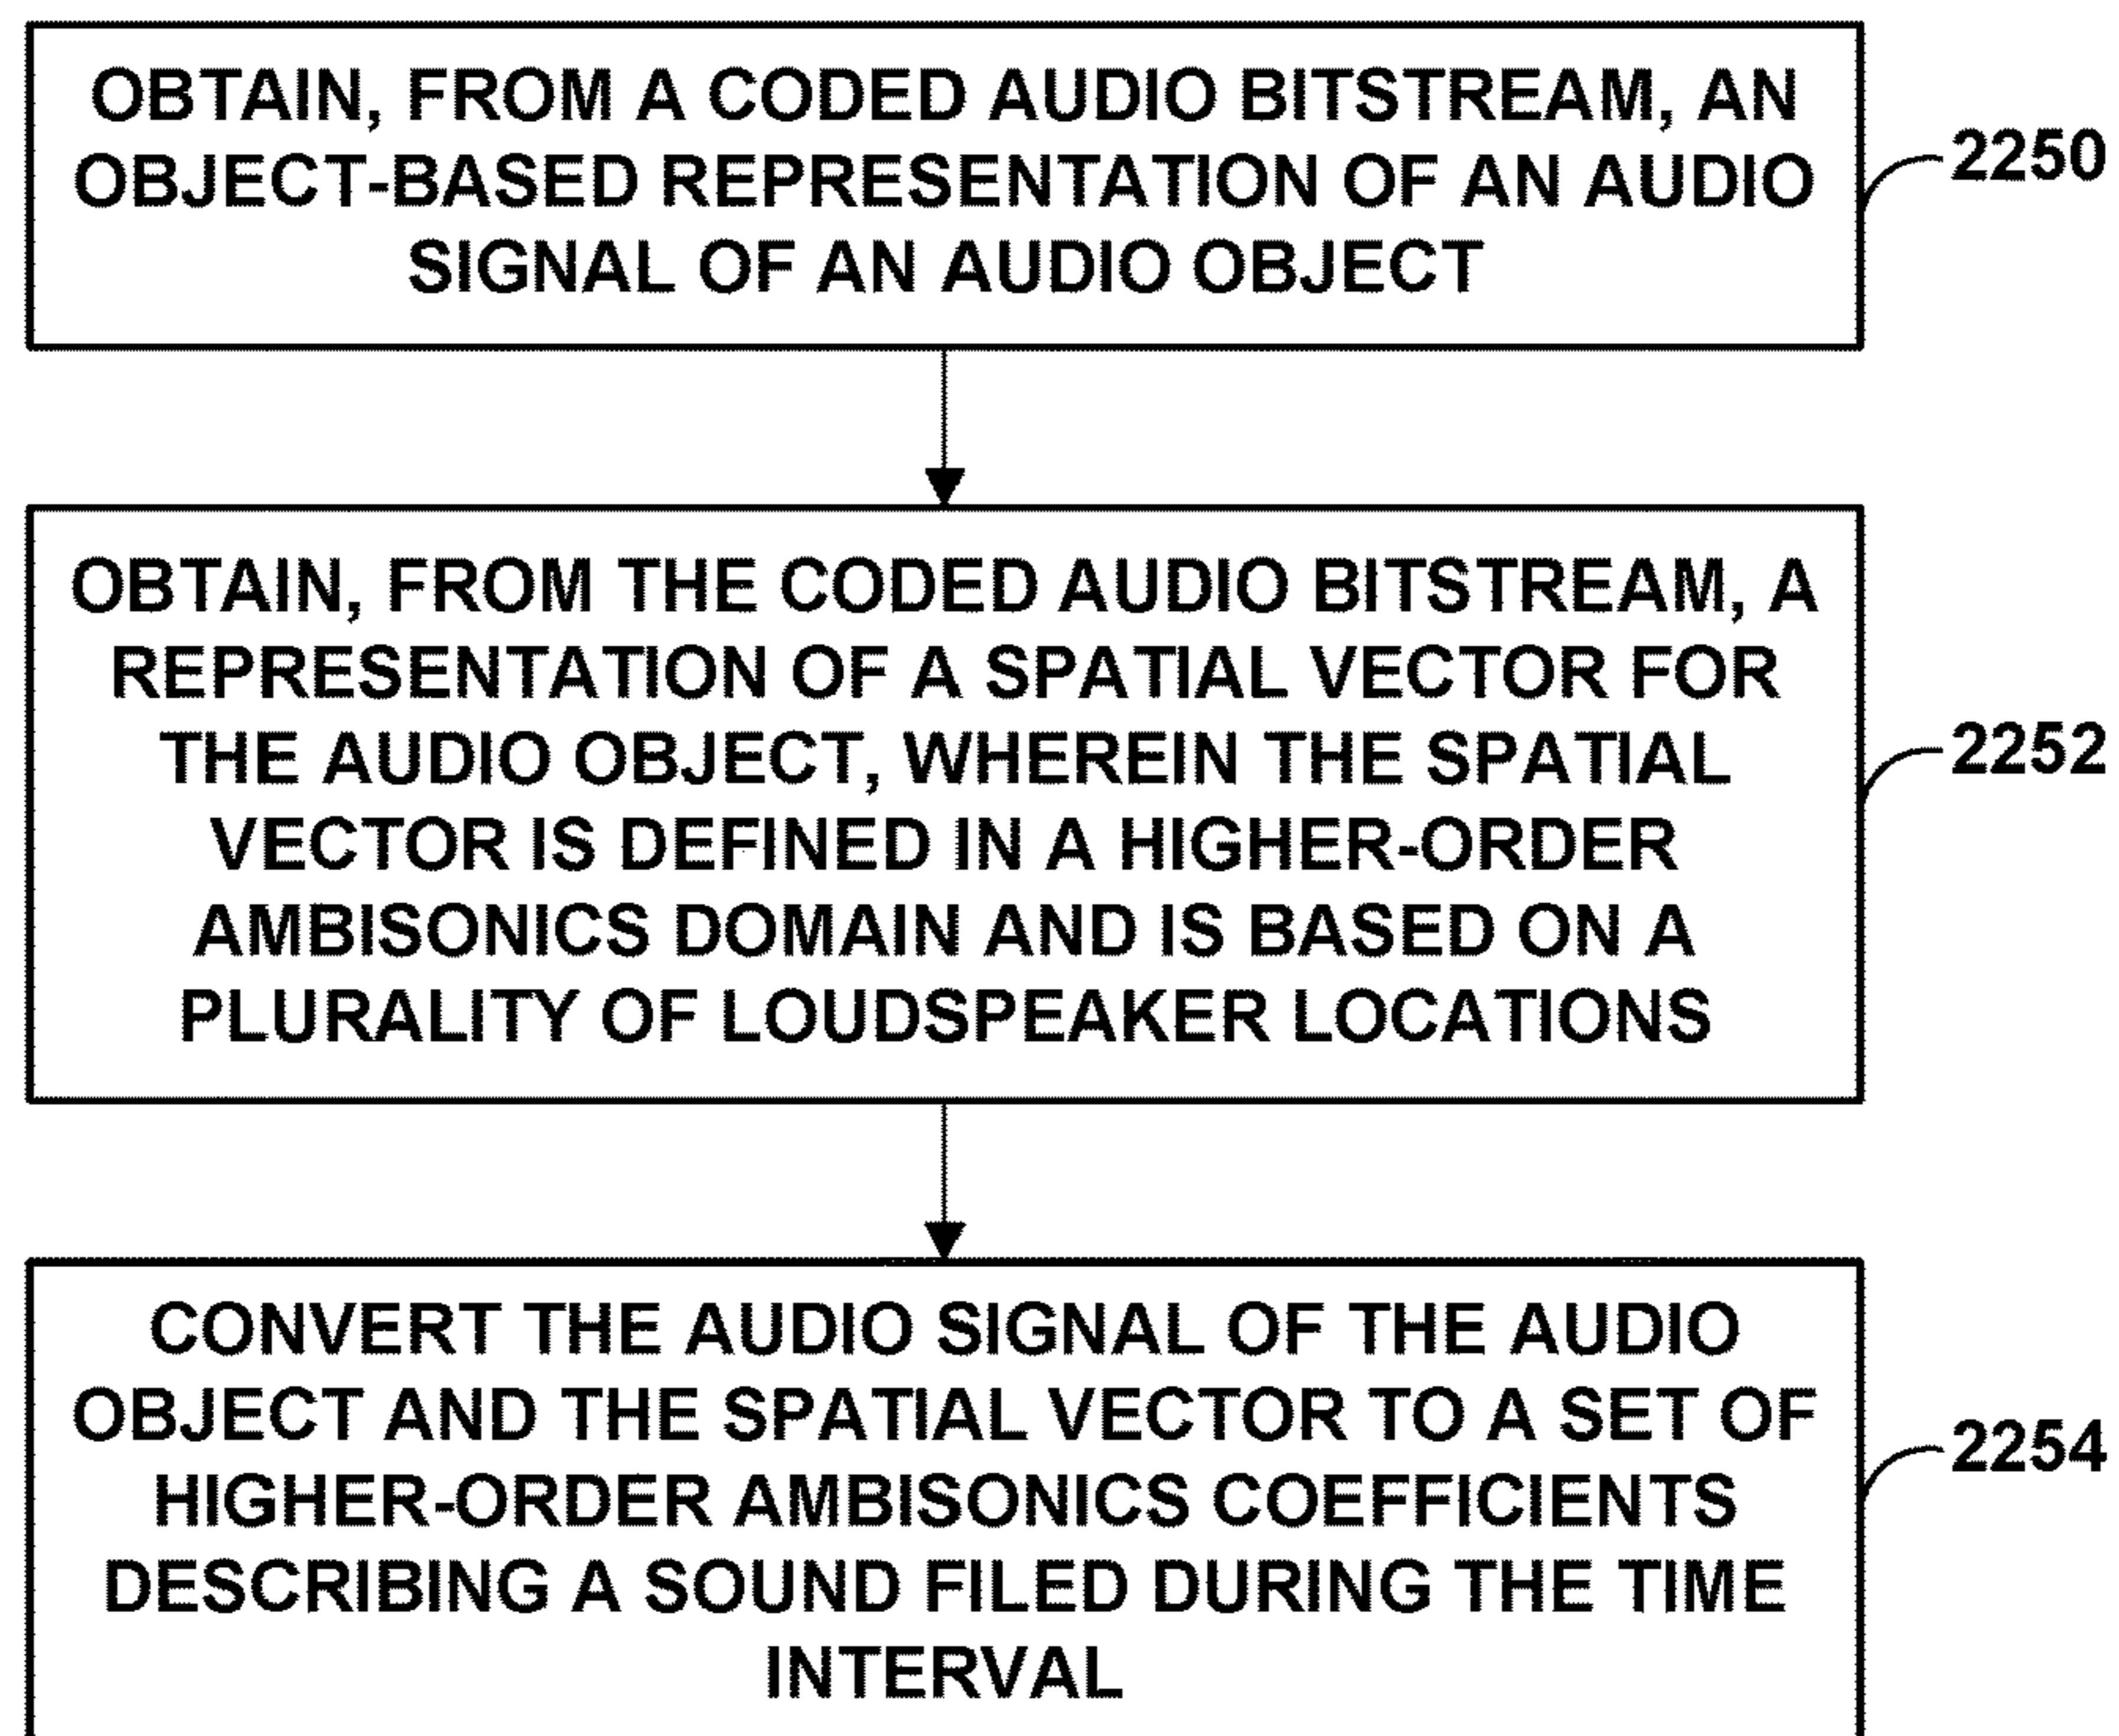 OBTAIN, FROM A CODED AUDIO BITSTREAM, AN
OBJECT-BASED REPRESENTATION OF AN AUDIO
SIGNAL OF AN AUDIO OBJECT
2250
OBTAIN, FROM THE CODED AUDIO BITSTREAM, A
REPRESENTATION OF A SPATIAL VECTOR FOR
THE AUDIO OBJECT, WHEREIN THE SPATIAL
VECTOR IS DEFINED IN A HIGHER-ORDER
AMBISONICS DOMAIN AND IS BASED ON A
PLURALITY OF LOUDSPEAKER LOCATIONS
2252
CONVERT THE AUDIO SIGNAL OF THE AUDIO
OBJECT AND THE SPATIAL VECTOR TO A SET OF
HIGHER-ORDER AMBISONICS COEFFICIENTS
DESCRIBING A SOUND FILED DURING THE TIME
INTERVAL
2254